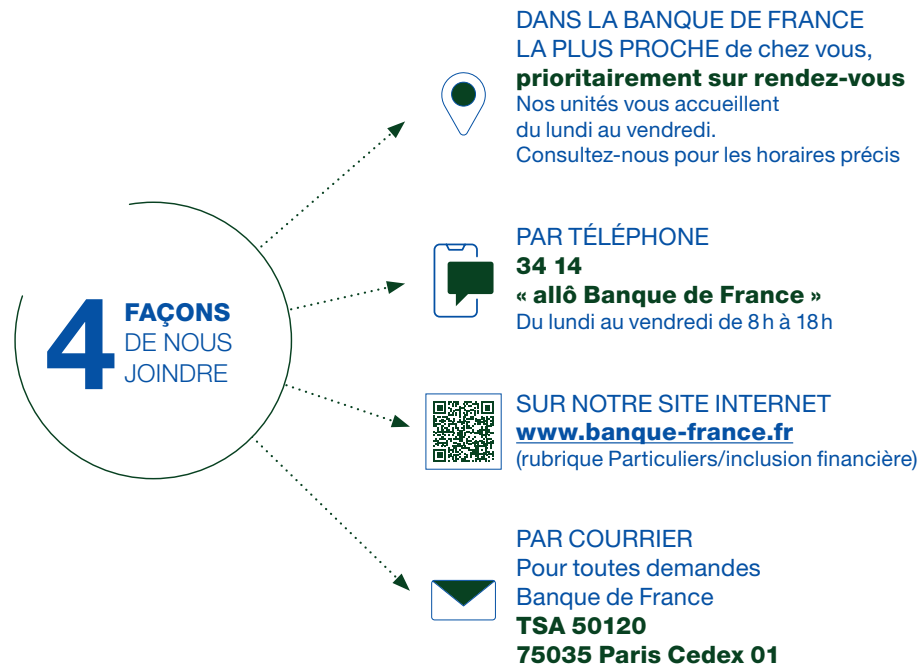 4
FAÇONS
DE NOUS
JOINDRE
DANS LA BANQUE DE FRANCE
LA PLUS PROCHE de chez vous,
prioritairement sur rendez-vous
Nos unités vous accueillent
du lundi au vendredi.
Consultez-nous pour les horaires précis
PAR TÉLÉPHONE
34 14
« allô Banque de France »
Du lundi au vendredi de 8 h à 18 h
SUR NOTRE SITE INTERNET
www.banque-france.fr
(rubrique Particuliers/inclusion financière)
PAR COURRIER
Pour toutes demandes
Banque de France
TSA 50120
75035 Paris Cedex 01